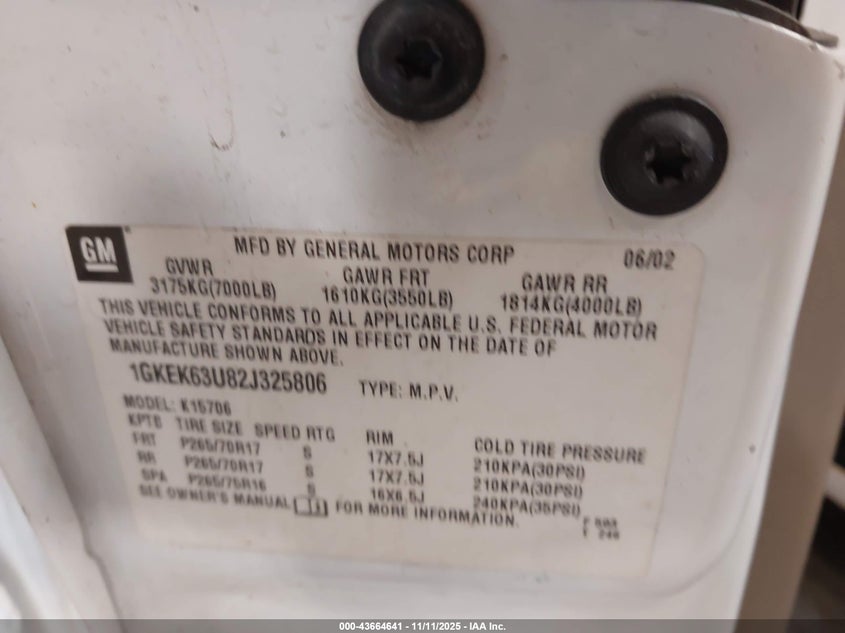 GM
MFD BY GENERAL MOTORS CORP 06/02
GVWR GAWR FRT GAWR RR
3175KG(7000LB) 1610KG(3550LB) 1814KG(4000LB)
THIS VEHICLE CONFORMS TO ALL APPLICABLE U.S. FEDERAL MOTOR
VEHICLE SAFETY STANDARDS IN EFFECT ON THE DATE OF
MANUFACTURE SHOWN ABOVE.
1GKEK63U82J325806 TYPE: M.P.V.
MODEL: K15706
KPTS TIRE SIZE SPEED RTG RIM COLD TIRE PRESSURE
FRT P265/70R17 S 17X7.5J 210KPA(30PSI)
RR P265/70R17 S 17X7.5J 210KPA(30PSI)
SPA P265/75R16 S 16X6.5J 240KPA(35PSI)
SEE OWNER'S MANUAL FOR MORE INFORMATION.
000-43664641 - 11/11/2025 - IAA Inc.